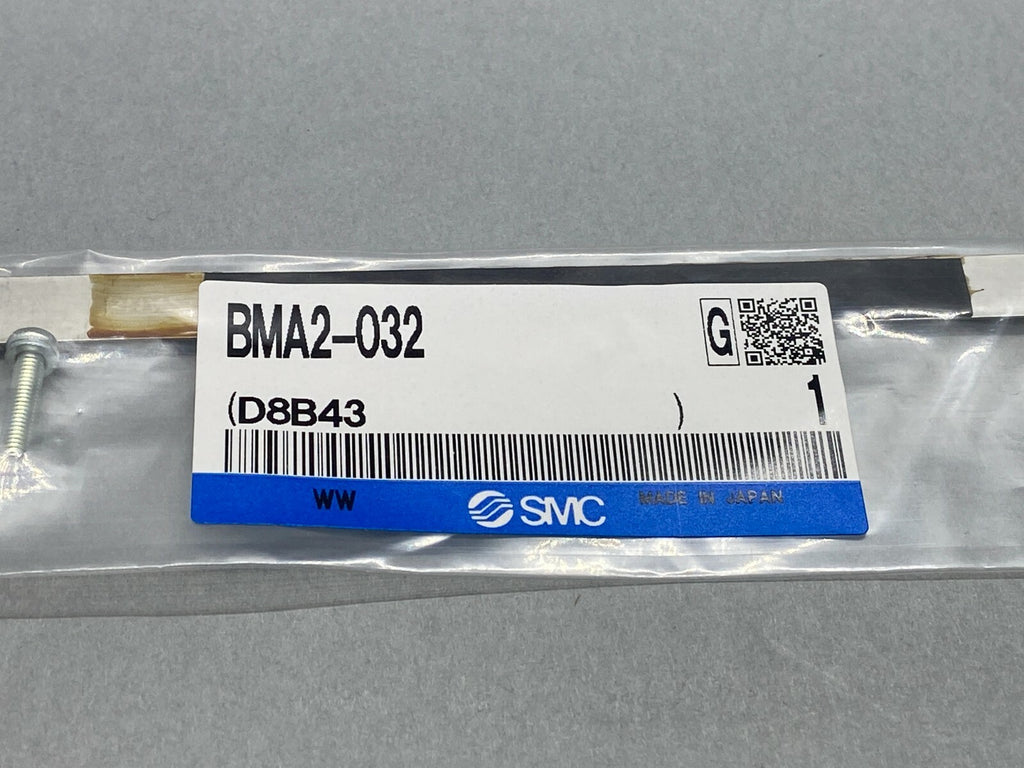 BMA2-032
G
(D8B43 )
1
WW
SMC
MADE IN JAPAN